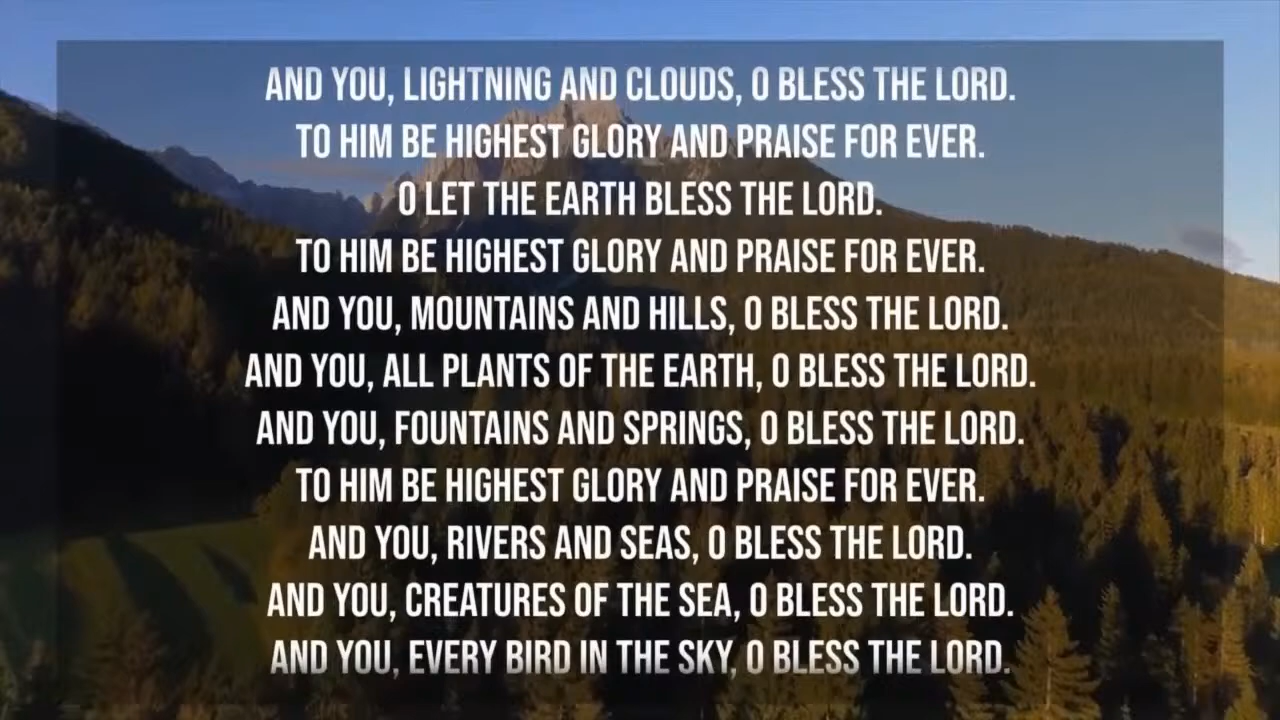 AND YOU, LIGHTNING AND CLOUDS, O BLESS THE LORD.
TO HIM BE HIGHEST GLORY AND PRAISE FOR EVER.
O LET THE EARTH BLESS THE LORD.
TO HIM BE HIGHEST GLORY AND PRAISE FOR EVER.
AND YOU, MOUNTAINS AND HILLS, O BLESS THE LORD.
AND YOU, ALL PLANTS OF THE EARTH, O BLESS THE LORD.
AND YOU, FOUNTAINS AND SPRINGS, O BLESS THE LORD.
TO HIM BE HIGHEST GLORY AND PRAISE FOR EVER.
AND YOU, RIVERS AND SEAS, O BLESS THE LORD.
AND YOU, CREATURES OF THE SEA, O BLESS THE LORD.
AND YOU, EVERY BIRD IN THE SKY, O BLESS THE LORD.